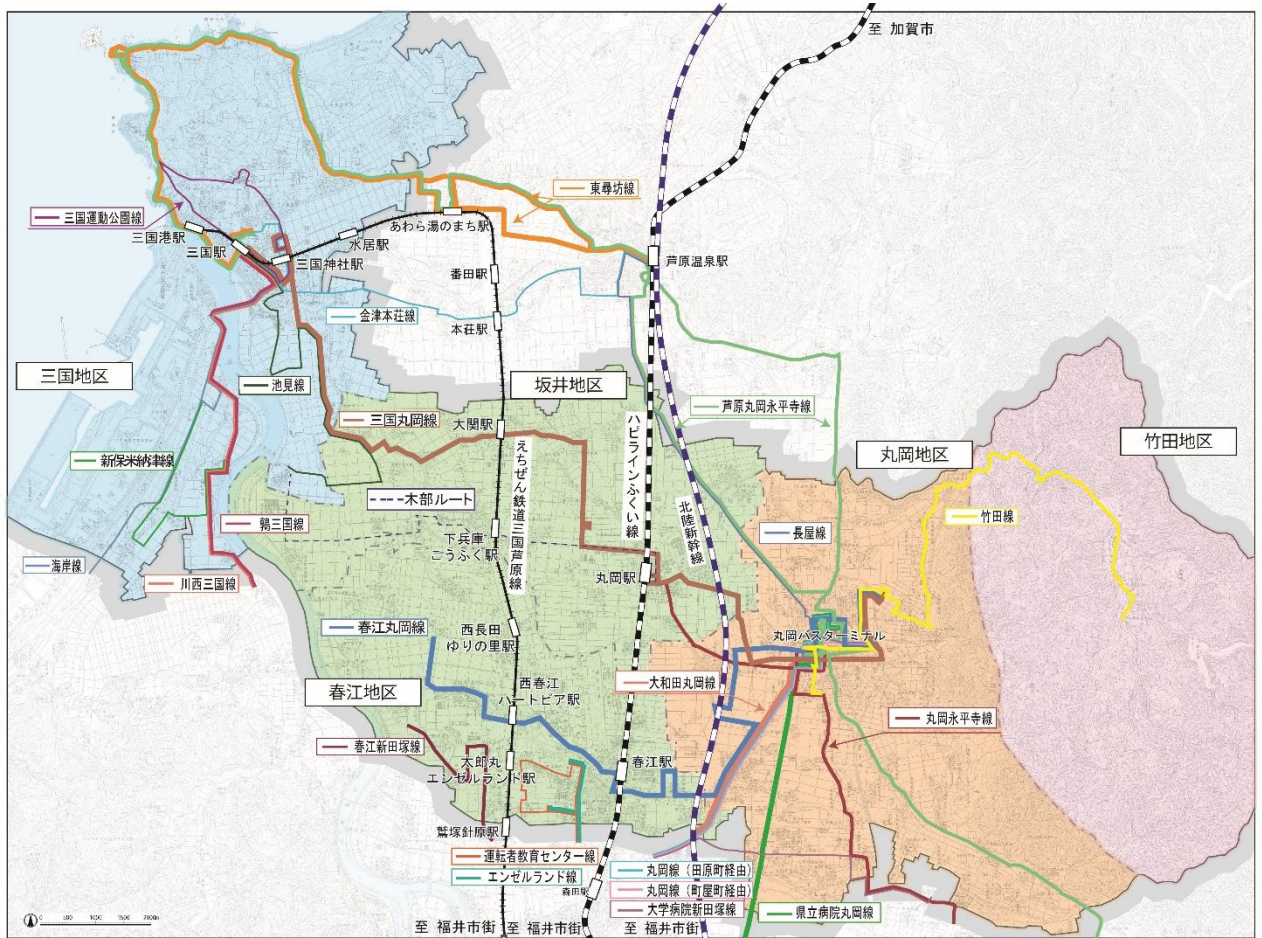 至 加賀市
東尋坊線
三国運動公園線
あわら湯のまち駅
三国港駅
三国駅
水居駅
三国神社駅
芦原温泉駅
番田駅
金津本荘線
本荘駅
三国地区
坂井地区
池見線
芦原丸岡永平寺線
三国丸岡線
大関駅
ハピラインふくい線
丸岡地区
竹田地区
新保米納津線
えちぜん鉄道三国芦原線
北陸新幹線
木部ルート
竹田線
鶉三国線
長屋線
下兵庫
こうふく駅
海岸線
丸岡駅
川西三国線
春江丸岡線
西長田
ゆりの里駅
丸岡バスターミナル
西春江
ハートピア駅
大和田丸岡線
春江地区
丸岡永平寺線
春江新田塚線
太郎丸
エンゼルランド駅
春江駅
鷲塚針原駅
運転者教育センター線
丸岡線（田原町経由）
エンゼルランド線
森田駅
丸岡線（町屋町経由）
大学病院新田塚線
県立病院丸岡線
0 500 1000 2000m
至 福井市街
至 福井市街
至 福井市街